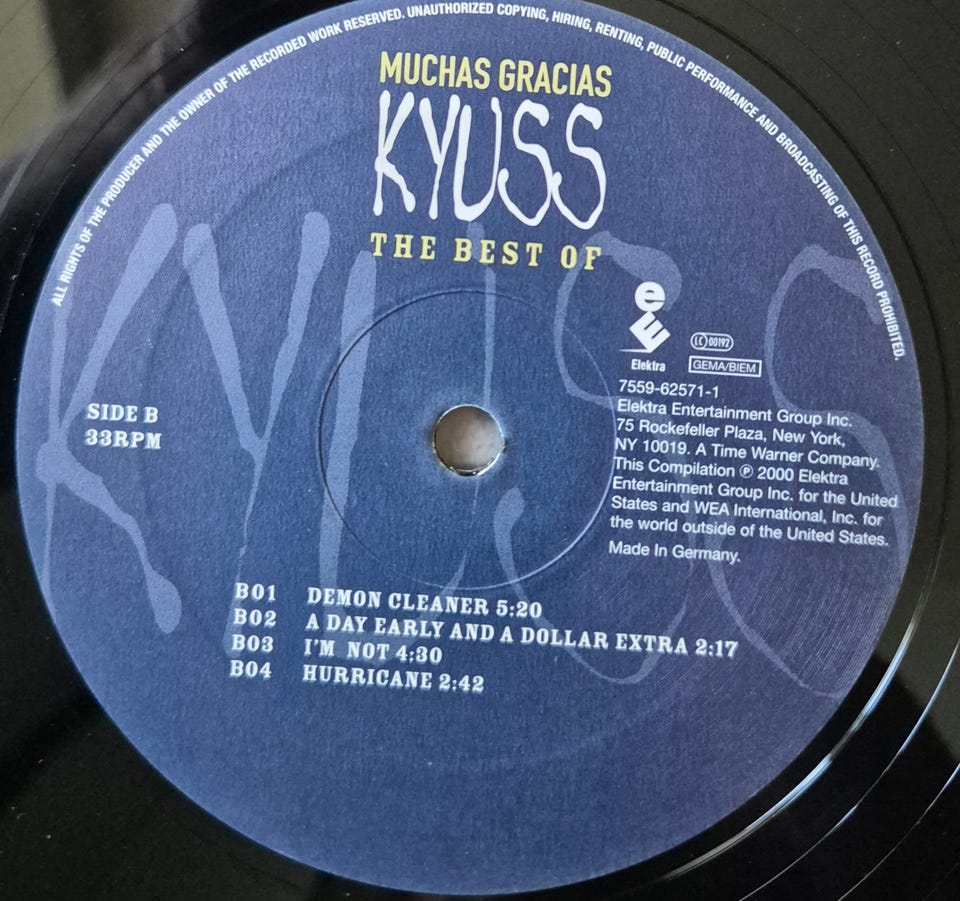 ALL RIGHTS OF THE PRODUCER AND THE OWNER OF THE RECORDED WORK RESERVED. UNAUTHORIZED COPYING, HIRING, RENTING, PUBLIC PERFORMANCE AND BROADCASTING OF THIS RECORD PROHIBITED.
MUCHAS GRACIAS
KYUSS
THE BEST OF
KYUSS
e
E
Elektra
LC 00192
GEMA/BIEM
SIDE B
33RPM
7559-62571-1
Elektra Entertainment Group Inc.
75 Rockefeller Plaza, New York,
NY 10019. A Time Warner Company.
This Compilation ℗ 2000 Elektra
Entertainment Group Inc. for the United
States and WEA International, Inc. for
the world outside of the United States.
Made In Germany.
B01 DEMON CLEANER 5:20
B02 A DAY EARLY AND A DOLLAR EXTRA 2:17
B03 I'M NOT 4:30
B04 HURRICANE 2:42